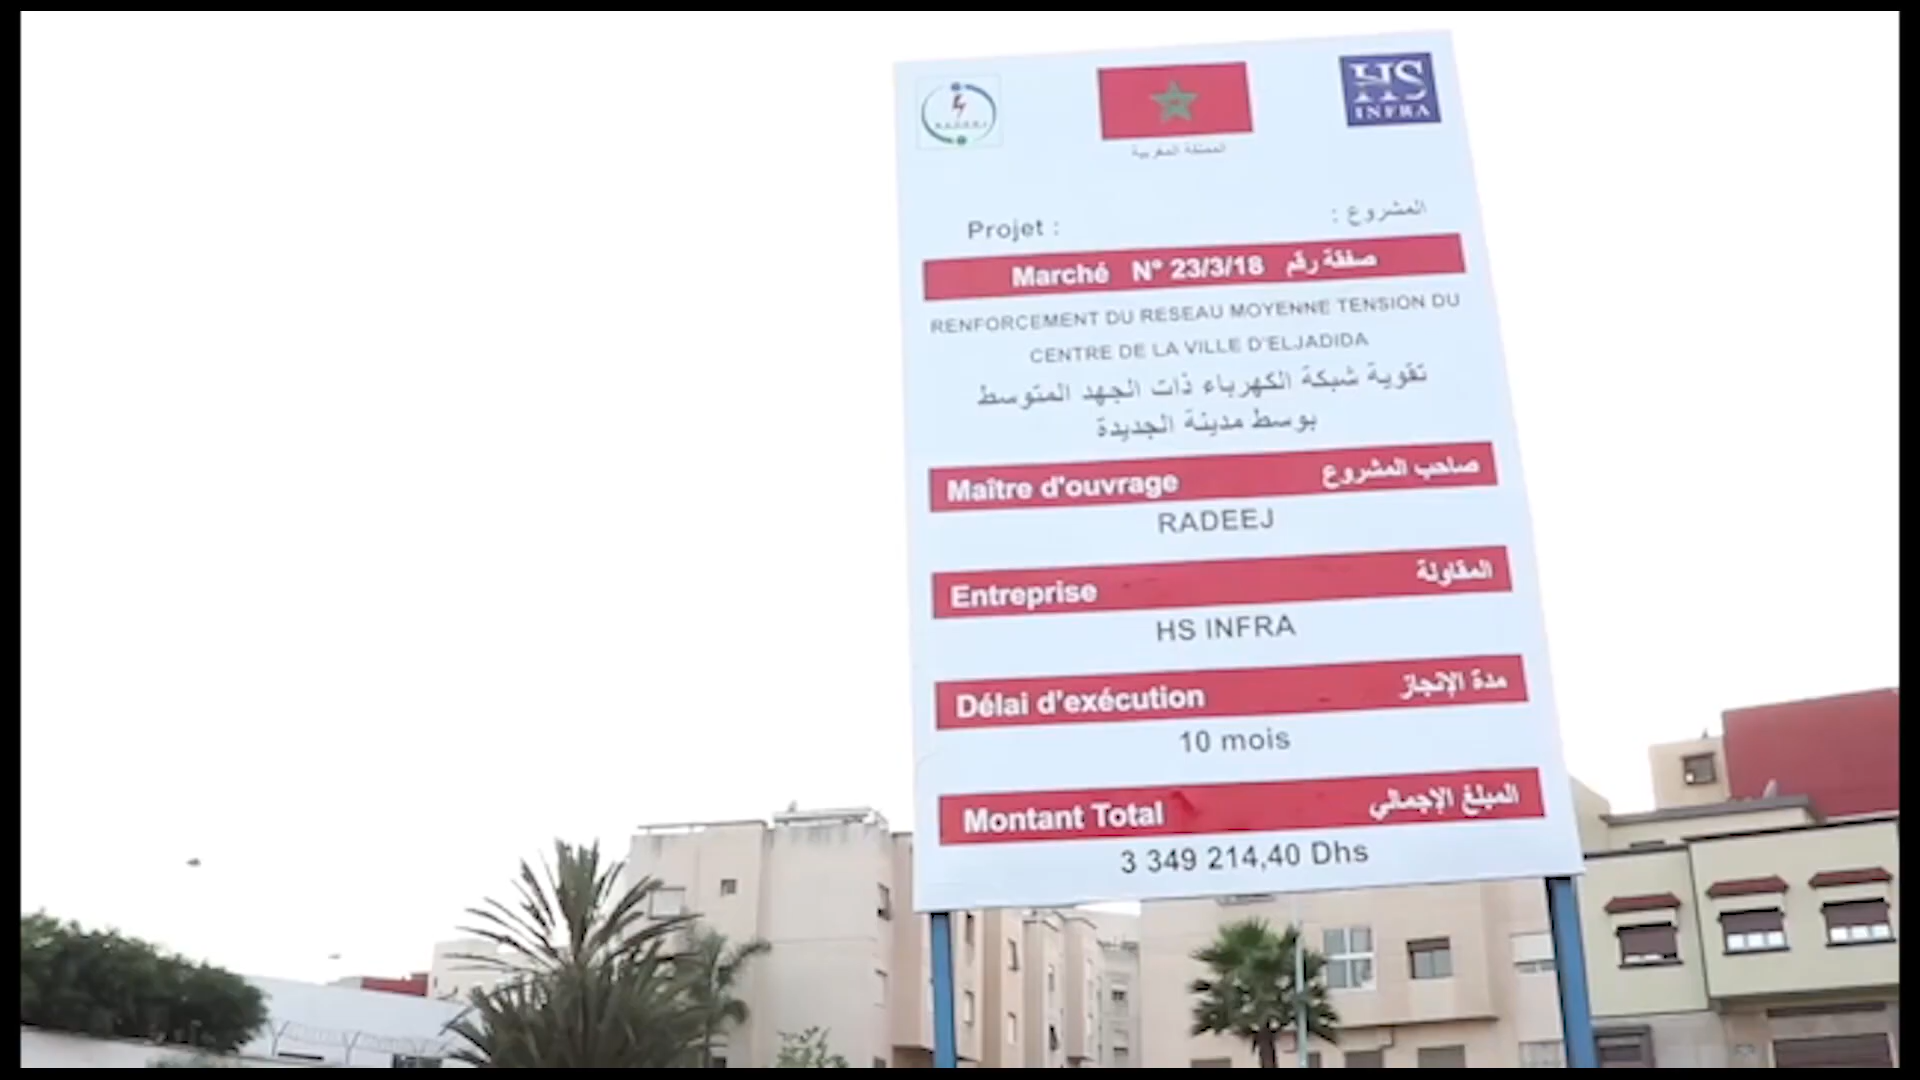 HS
INFRA
المملكة المغربية
Projet :
المشروع :
Marché N° 23/3/18 صفقة رقم
RENFORCEMENT DU RESEAU MOYENNE TENSION DU
CENTRE DE LA VILLE D'ELJADIDA
تقوية شبكة الكهرباء ذات الجهد المتوسط
بوسط مدينة الجديدة
Maître d'ouvrage صاحب المشروع
RADEEJ
Entreprise المقاولة
HS INFRA
Délai d'exécution مدة الإنجاز
10 mois
Montant Total المبلغ الإجمالي
3 349 214,40 Dhs